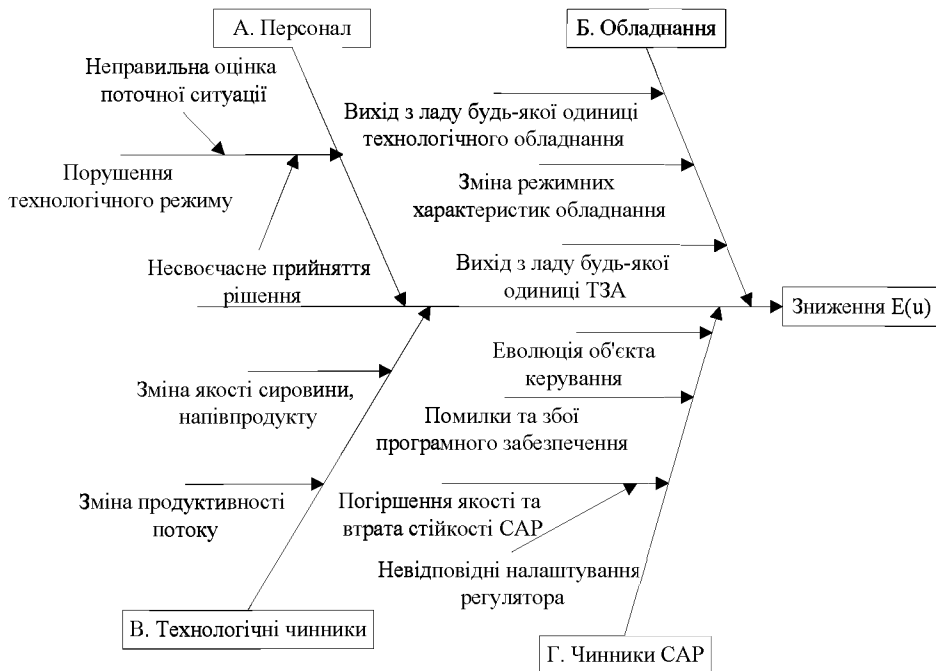 А. Персонал
Б. Обладнання
Неправильна оцінка
поточної ситуації
Вихід з ладу будь-якої одиниці
технологічного обладнання
Порушення
технологічного режиму
Зміна режимних
характеристик обладнання
Несвоєчасне прийняття
рішення
Вихід з ладу будь-якої
одиниці ТЗА
Зниження Е(u)
Еволюція об'єкта
керування
Зміна якості сировини,
напівпродукту
Помилки та збої
програмного забезпечення
Зміна продуктивності
потоку
Погіршення якості та
втрата стійкості САР
Невідповідні налаштування
регулятора
В. Технологічні чинники
Г. Чинники САР